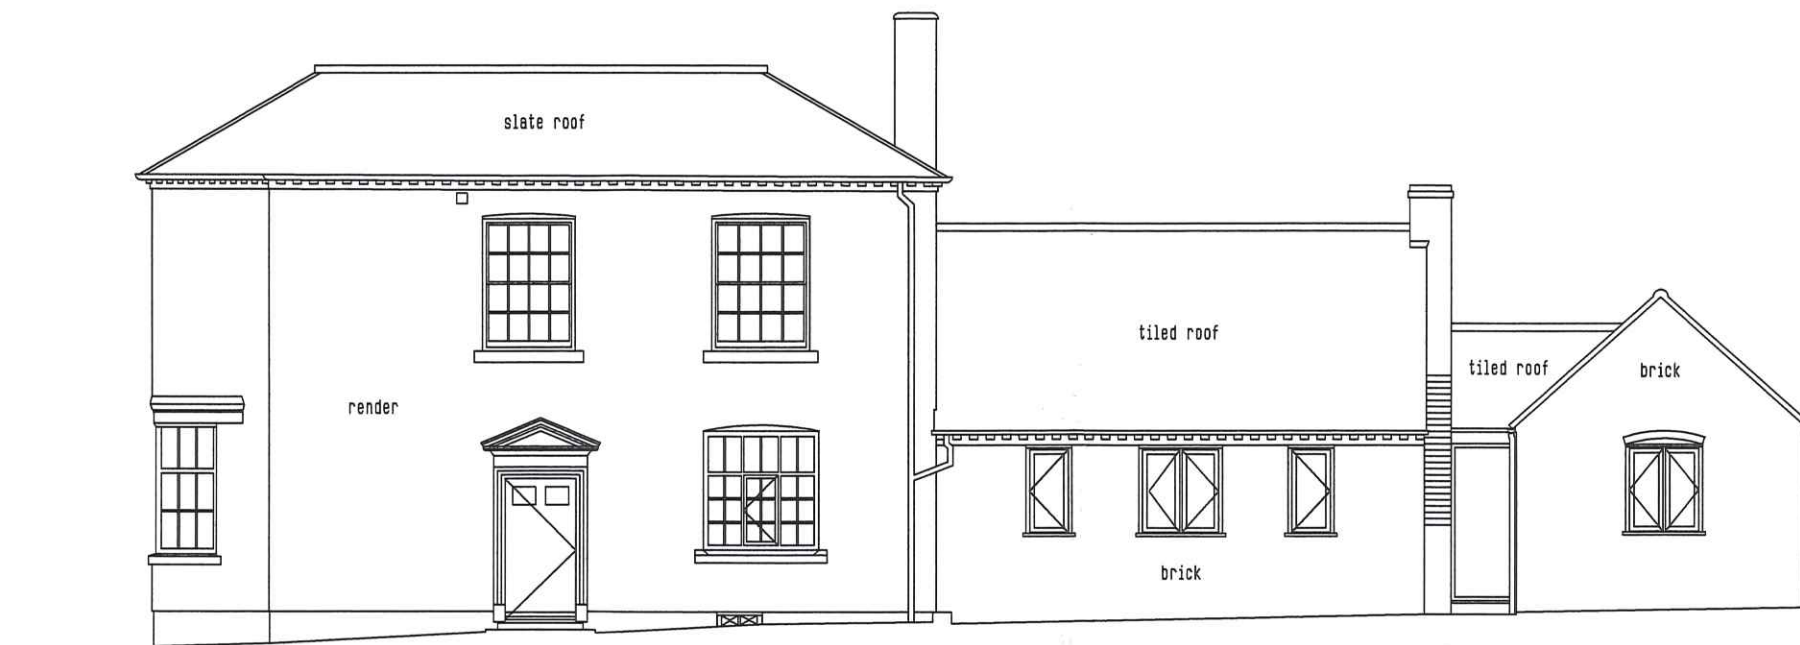 slate roof
render
tiled roof
brick
tiled roof
brick